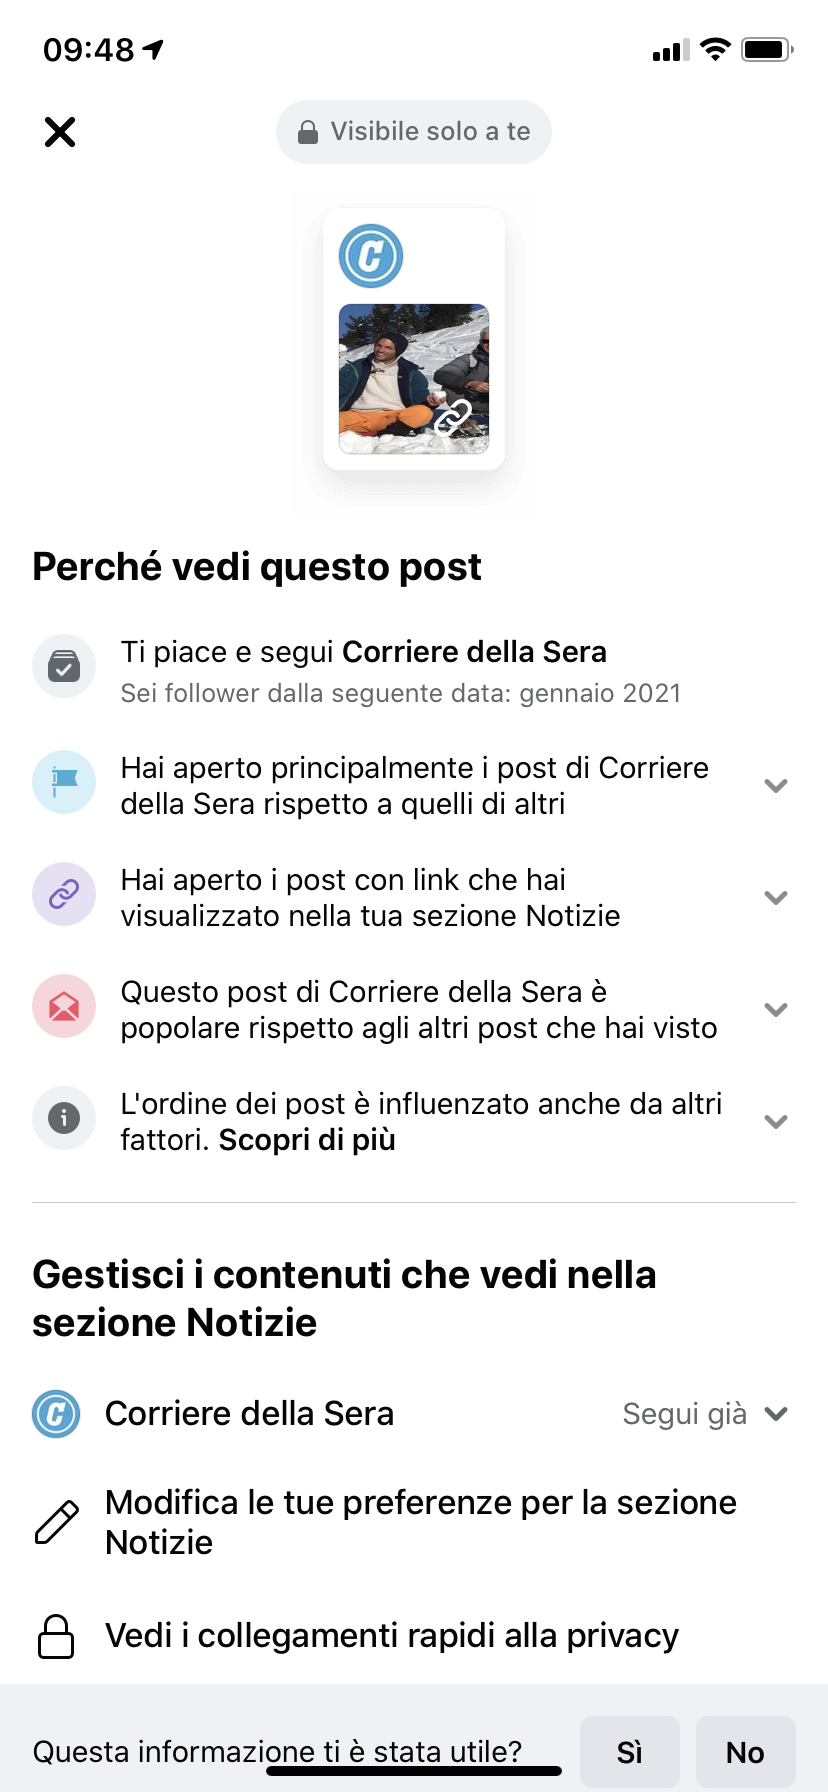 09:48
Visibile solo a te
C
Perché vedi questo post
Ti piace e segui Corriere della Sera
Sei follower dalla seguente data: gennaio 2021
Hai aperto principalmente i post di Corriere
della Sera rispetto a quelli di altri
Hai aperto i post con link che hai
visualizzato nella tua sezione Notizie
Questo post di Corriere della Sera è
popolare rispetto agli altri post che hai visto
L'ordine dei post è influenzato anche da altri
fattori. Scopri di più
Gestisci i contenuti che vedi nella
sezione Notizie
C Corriere della Sera Segui già
Modifica le tue preferenze per la sezione
Notizie
Vedi i collegamenti rapidi alla privacy
Questa informazione ti è stata utile? Sì No